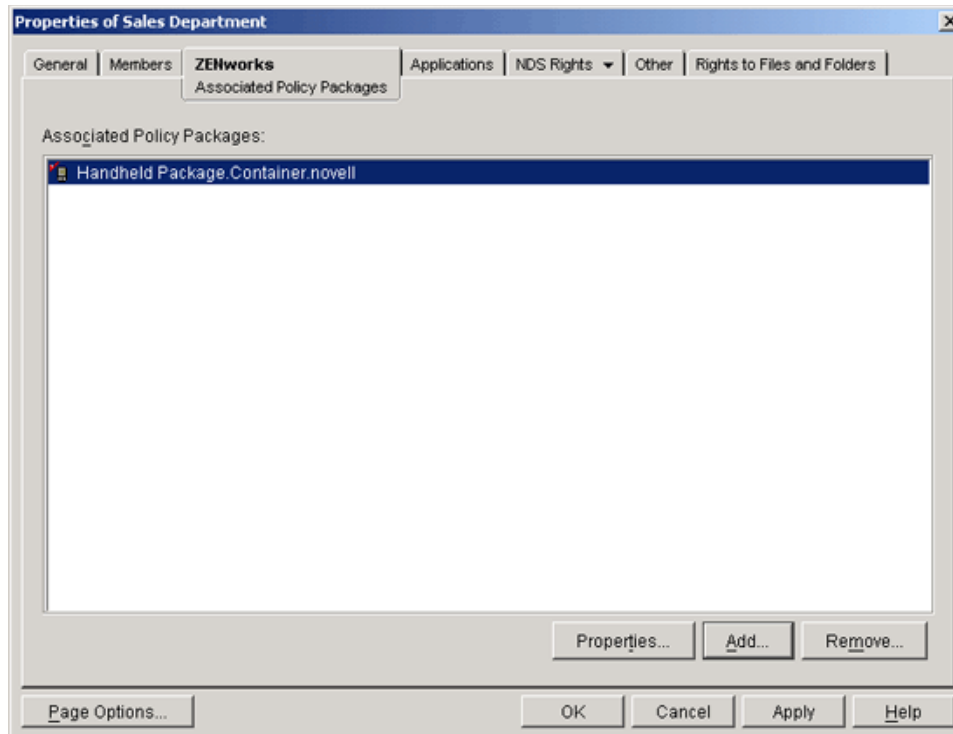 Properties of Sales Department
General Members ZENworks Applications NDS Rights Other Rights to Files and Folders
Associated Policy Packages
Associated Policy Packages:
Handheld Package.Container.novell
Properties... Add... Remove...
Page Options... OK Cancel Apply Help